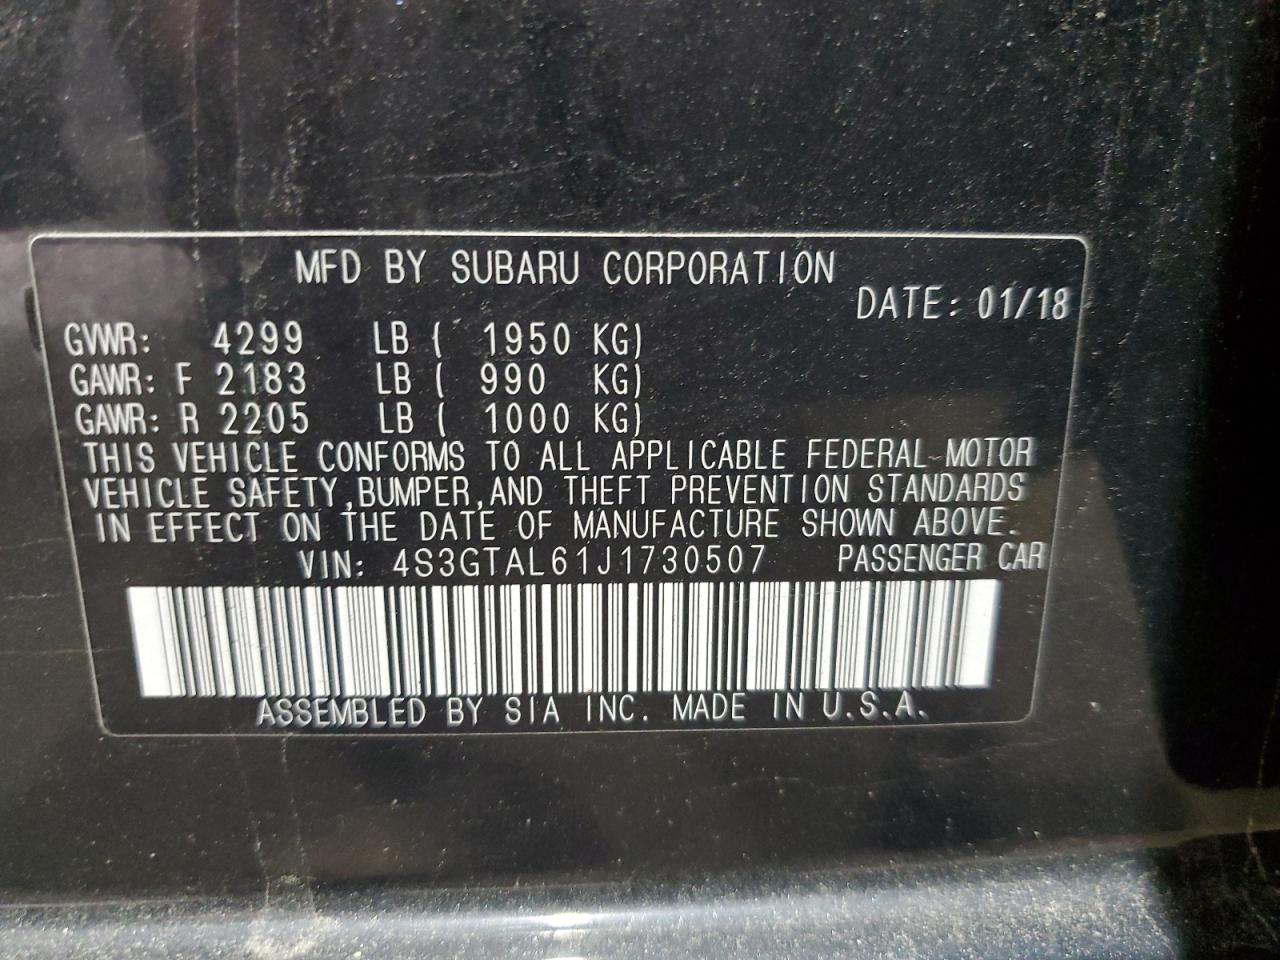 MFD BY SUBARU CORPORATION
DATE: 01/18
GVWR: 4299 LB ( 1950 KG)
GAWR: F 2183 LB ( 990 KG)
GAWR: R 2205 LB ( 1000 KG)
THIS VEHICLE CONFORMS TO ALL APPLICABLE FEDERAL MOTOR
VEHICLE SAFETY,BUMPER,AND THEFT PREVENTION STANDARDS
IN EFFECT ON THE DATE OF MANUFACTURE SHOWN ABOVE.
VIN: 4S3GTAL61J1730507 PASSENGER CAR
ASSEMBLED BY SIA INC. MADE IN U.S.A.